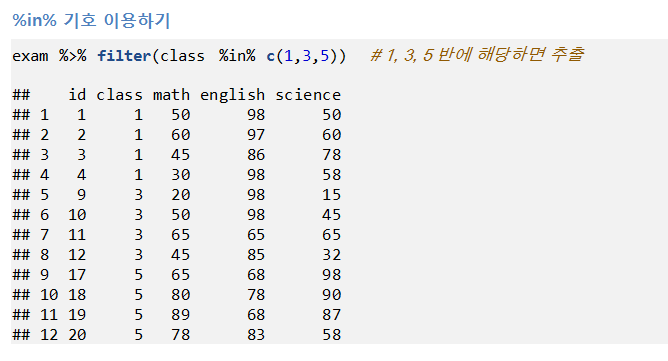 %in% 기호 이용하기
exam %>% filter(class %in% c(1,3,5))  # 1, 3, 5 반에 해당하면 추출
##    id class math english science
## 1   1     1   50      98      50
## 2   2     1   60      97      60
## 3   3     1   45      86      78
## 4   4     1   30      98      58
## 5   9     3   20      98      15
## 6  10     3   50      98      45
## 7  11     3   65      65      65
## 8  12     3   45      85      32
## 9  17     5   65      68      98
## 10 18     5   80      78      90
## 11 19     5   89      68      87
## 12 20     5   78      83      58